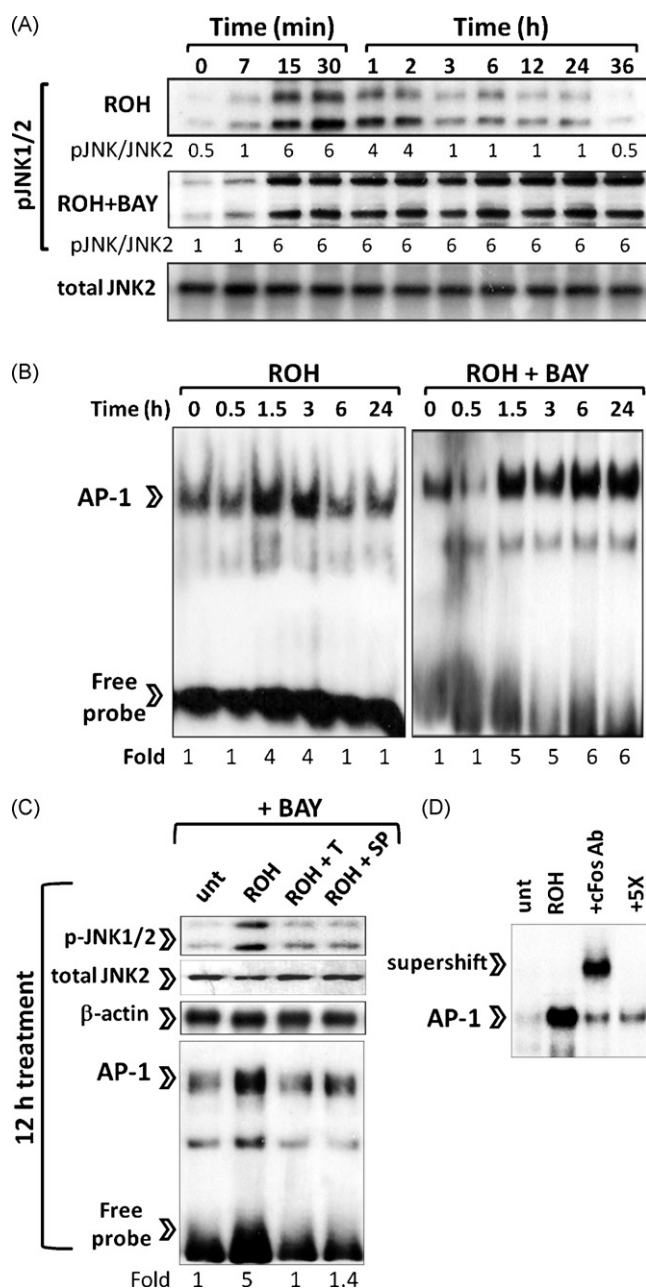 (A)
Time (min) Time (h)
0 7 15 30 1 2 3 6 12 24 36
pJNK1/2
ROH
pJNK/JNK2 0.5 1 6 6 4 4 1 1 1 1 0.5
ROH+BAY
pJNK/JNK2 1 1 6 6 6 6 6 6 6 6 6
total JNK2
(B)
ROH ROH + BAY
Time (h) 0 0.5 1.5 3 6 24 0 0.5 1.5 3 6 24
AP-1
Free
probe
Fold 1 1 4 4 1 1 1 1 5 5 6 6
(C)
+ BAY
unt ROH ROH + T ROH + SP
12 h treatment
p-JNK1/2
total JNK2
β-actin
AP-1
Free
probe
Fold 1 5 1 1.4
(D)
unt ROH +cFos Ab +5X
supershift
AP-1